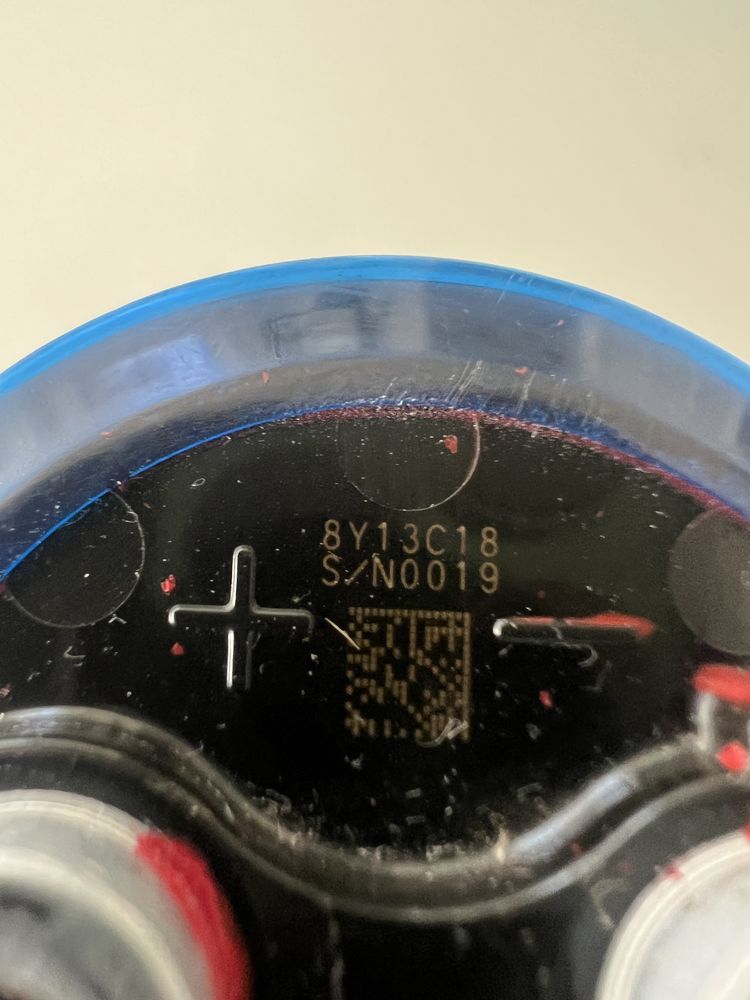 8Y13C18
S/N0019
+ -